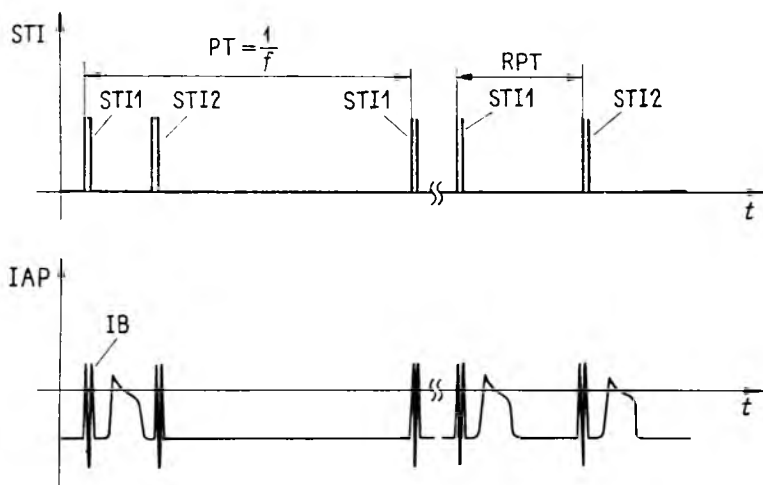 STI
PT = 1/f
RPT
STI1
STI2
STI1
STI1
STI2
t
IAP
IB
t